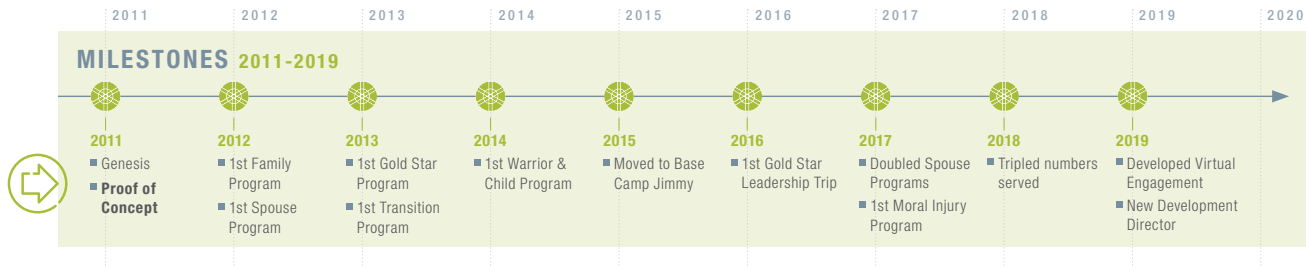 2011 2012 2013 2014 2015 2016 2017 2018 2019 2020
MILESTONES 2011-2019
2011
Genesis
Proof of
Concept
2012
1st Family
Program
1st Spouse
Program
2013
1st Gold Star
Program
1st Transition
Program
2014
1st Warrior &
Child Program
2015
Moved to Base
Camp Jimmy
2016
1st Gold Star
Leadership Trip
2017
Doubled Spouse
Programs
1st Moral Injury
Program
2018
Tripled numbers
served
2019
Developed Virtual
Engagement
New Development
Director